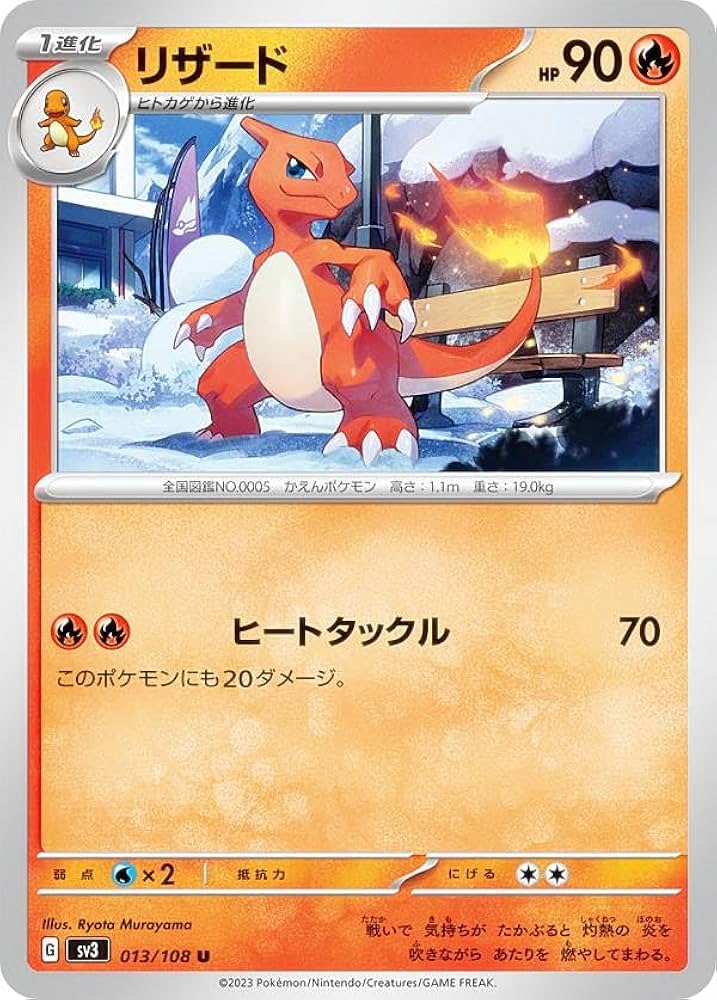 1進化
リザード
HP 90
ヒトカゲから進化
全国図鑑NO.0005 かえんポケモン 高さ：1.1m 重さ：19.0kg
ヒートタックル 70
このポケモンにも20ダメージ。
弱点 ×2 抵抗力 にげる
Illus. Ryota Murayama
G sv3 013/108 U
戦いで 気持ちが たかぶると 灼熱の 炎を
吹きながら あたりを 燃やしてまわる。
©2023 Pokémon/Nintendo/Creatures/GAME FREAK.